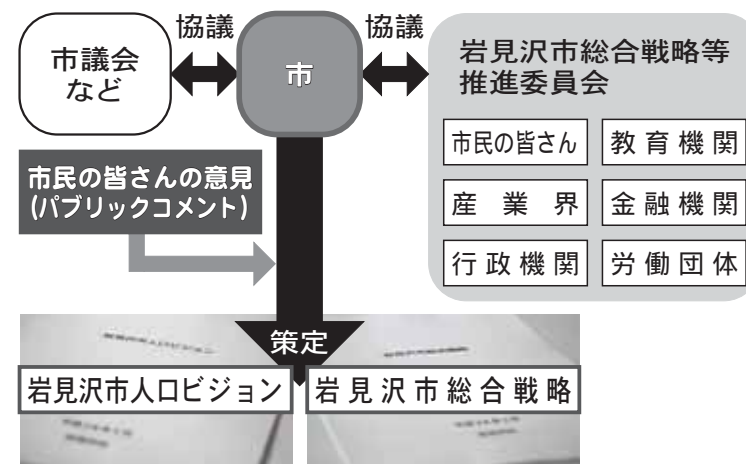 協議
協議
市議会
など
市
岩見沢市総合戦略等
推進委員会
市民の皆さん
教育機関
産業界
金融機関
行政機関
労働団体
市民の皆さんの意見
(パブリックコメント)
策定
岩見沢市人口ビジョン
岩見沢市総合戦略